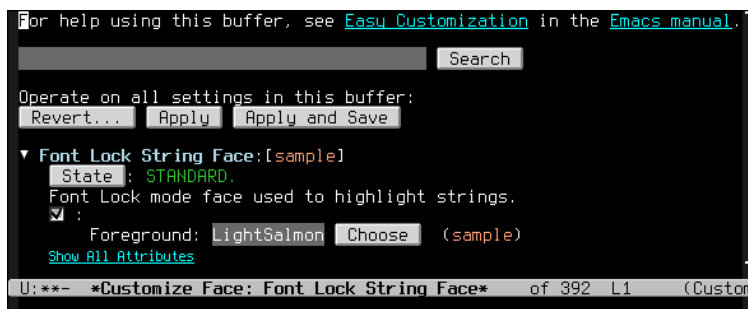 For help using this buffer, see Easy Customization in the Emacs manual.
Search
Operate on all settings in this buffer:
Revert... Apply Apply and Save
▼ Font Lock String Face:[sample]
State : STANDARD.
Font Lock mode face used to highlight strings.
:
Foreground: LightSalmon Choose (sample)
Show All Attributes
U:**- *Customize Face: Font Lock String Face* of 392 L1 (Custom